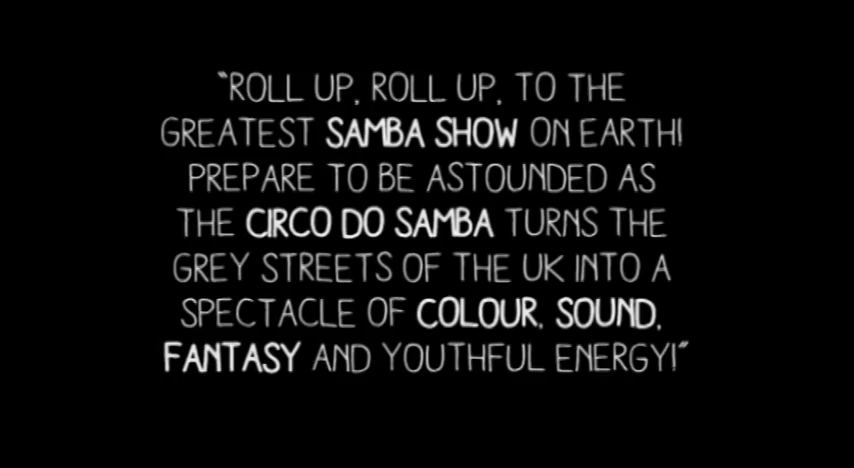 "ROLL UP, ROLL UP, TO THE
GREATEST SAMBA SHOW ON EARTH!
PREPARE TO BE ASTOUNDED AS
THE CIRCO DO SAMBA TURNS THE
GREY STREETS OF THE UK INTO A
SPECTACLE OF COLOUR, SOUND,
FANTASY AND YOUTHFUL ENERGY!"